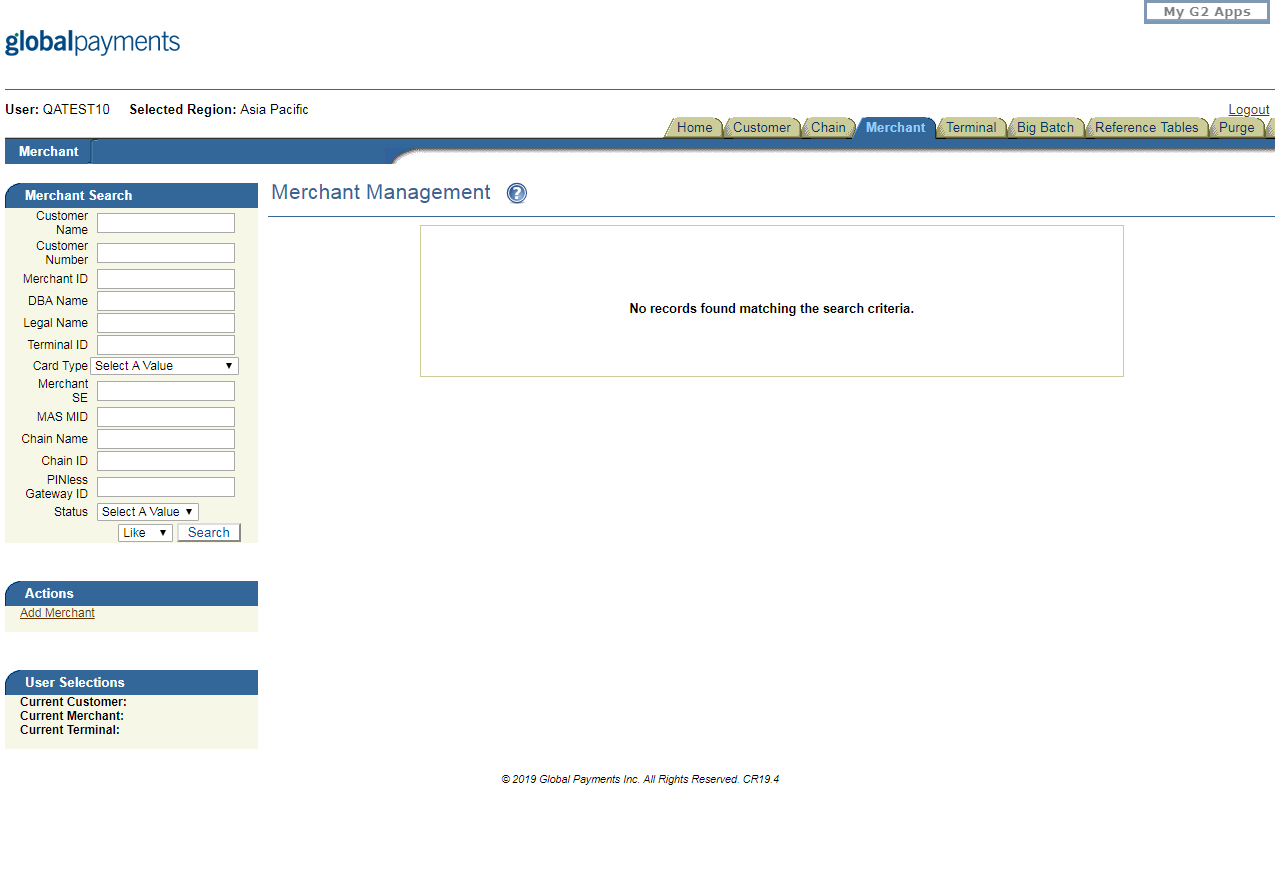 My G2 Apps
globalpayments
User: QATEST10 Selected Region: Asia Pacific
Logout
Home Customer Chain Merchant Terminal Big Batch Reference Tables Purge
Merchant
Merchant Search
Customer Name
Customer Number
Merchant ID
DBA Name
Legal Name
Terminal ID
Card Type Select A Value
Merchant SE
MAS MID
Chain Name
Chain ID
PINless Gateway ID
Status Select A Value
Like Search
Merchant Management ?
No records found matching the search criteria.
Actions
Add Merchant
User Selections
Current Customer:
Current Merchant:
Current Terminal:
© 2019 Global Payments Inc. All Rights Reserved. CR19.4